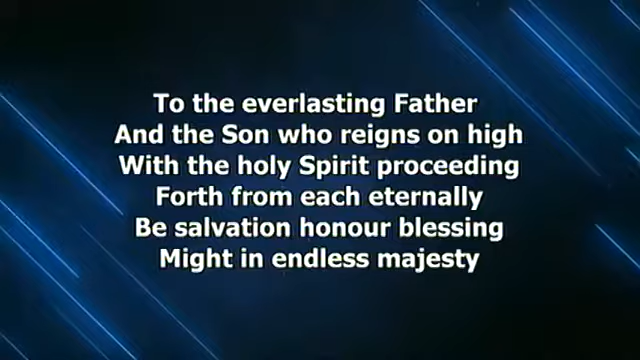 To the everlasting Father
And the Son who reigns on high
With the holy Spirit proceeding
Forth from each eternally
Be salvation honour blessing
Might in endless majesty